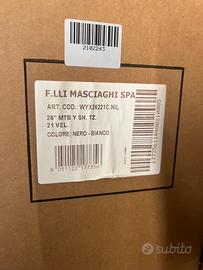 2102243
F.LLI MASCIAGHI SPA
ART. COD.: WYX26221C.NIL
26" MTB Y SH. TZ.
21 VEL.
COLORE: NERO - BIANCO
8 051122 177356
subito